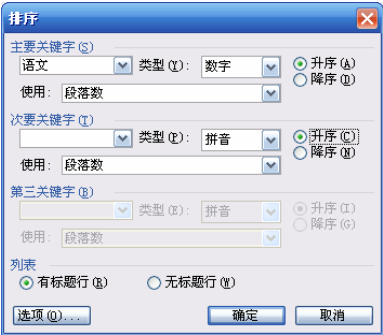 排序
主要关键字(S)
语文 类型(Y): 数字 升序(A)
降序(D)
使用: 段落数
次要关键字(T)
类型(P): 拼音 升序(C)
降序(N)
使用: 段落数
第三关键字(B)
类型(E): 拼音 升序(I)
降序(G)
使用: 段落数
列表
有标题行(R) 无标题行(W)
选项(O)... 确定 取消